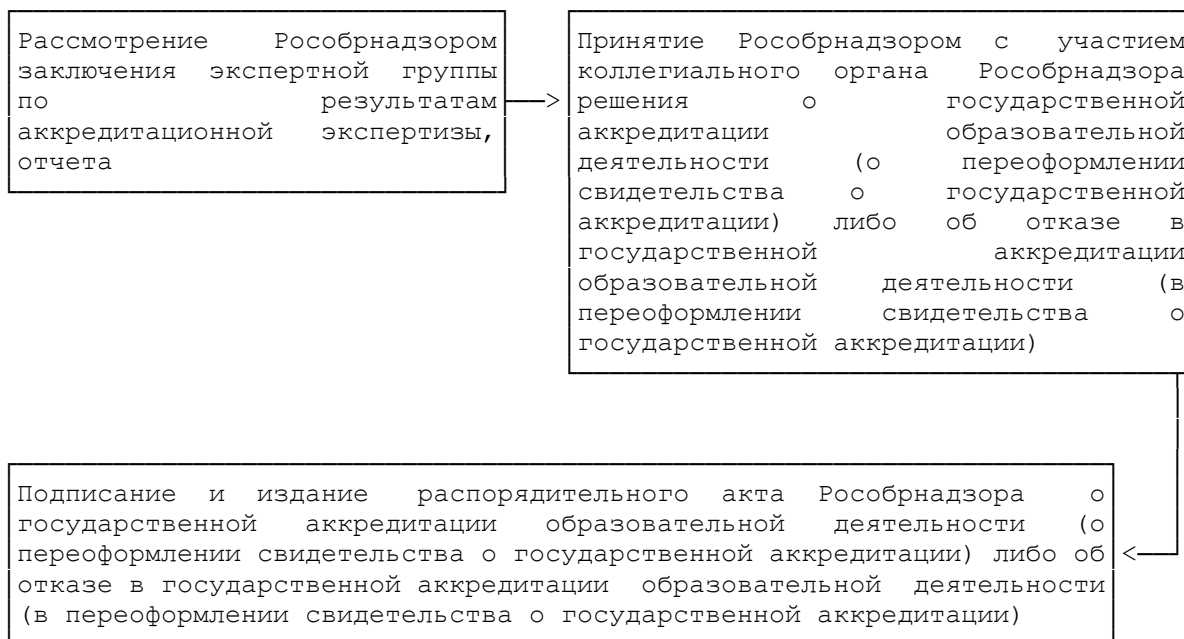 Рассмотрение Рособрнадзором
заключения экспертной группы
по результатам
аккредитационной экспертизы,
отчета
Принятие Рособрнадзором с участием
коллегиального органа Рособрнадзора
решения о государственной
аккредитации образовательной
деятельности (о переоформлении
свидетельства о государственной
аккредитации) либо об отказе в
государственной аккредитации
образовательной деятельности (в
переоформлении свидетельства о
государственной аккредитации)
Подписание и издание распорядительного акта Рособрнадзора о
государственной аккредитации образовательной деятельности (о
переоформлении свидетельства о государственной аккредитации) либо об
отказе в государственной аккредитации образовательной деятельности
(в переоформлении свидетельства о государственной аккредитации)